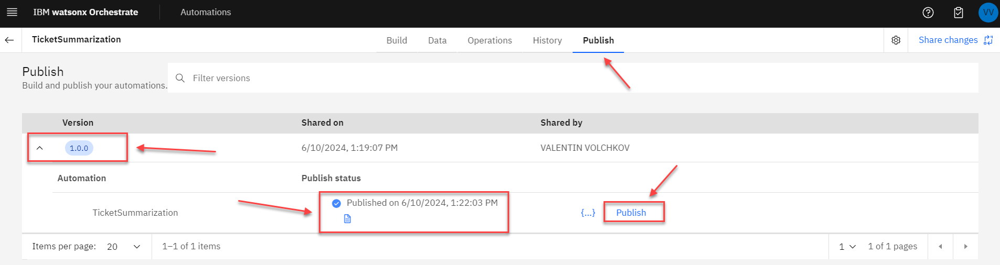 IBM watsonx Orchestrate Automations VV
TicketSummarization Build Data Operations History Publish Share changes
Publish
Build and publish your automations.
Filter versions
Version Shared on Shared by
1.0.0 6/10/2024, 1:19:07 PM VALENTIN VOLCHKOV
Automation Publish status
Published on 6/10/2024, 1:22:03 PM
TicketSummarization {...} Publish
Items per page: 20 1–1 of 1 items 1 1 of 1 pages